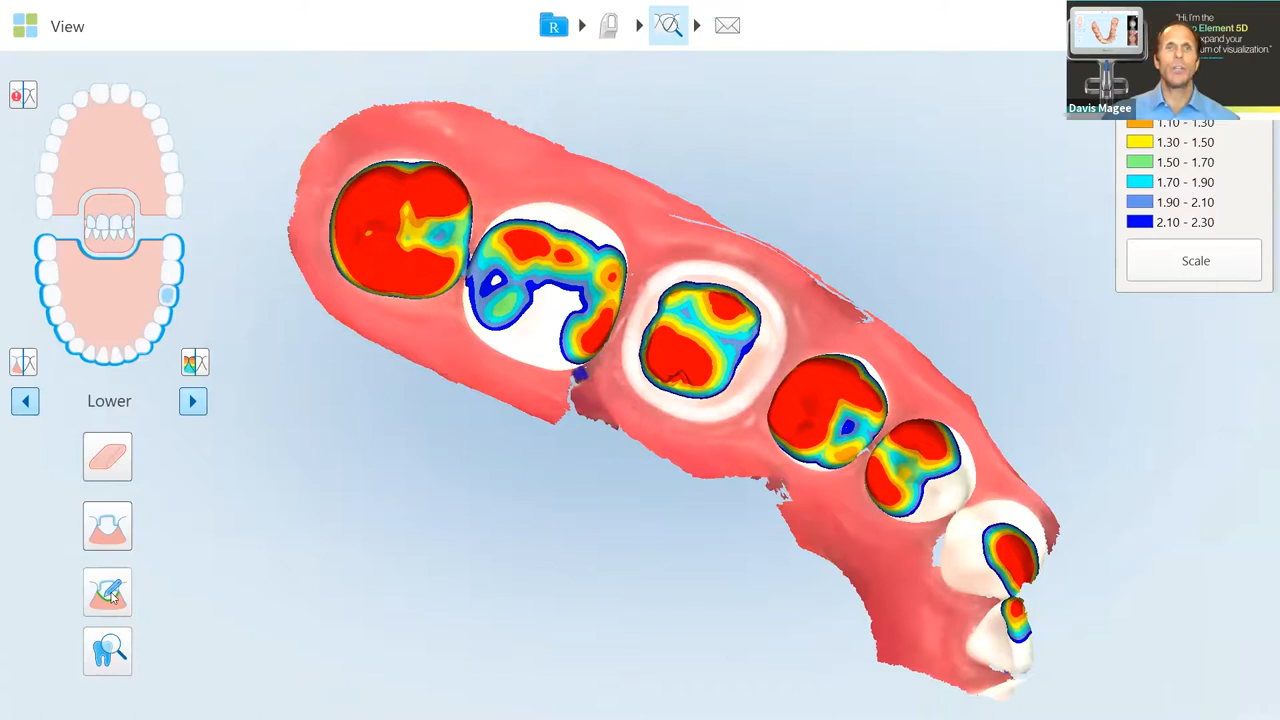 View
R
"Hi, I'm the
Element 5D
expand your
um of visualization."
Davis Magee
1.10 - 1.30
1.30 - 1.50
1.50 - 1.70
1.70 - 1.90
1.90 - 2.10
2.10 - 2.30
Scale
Lower